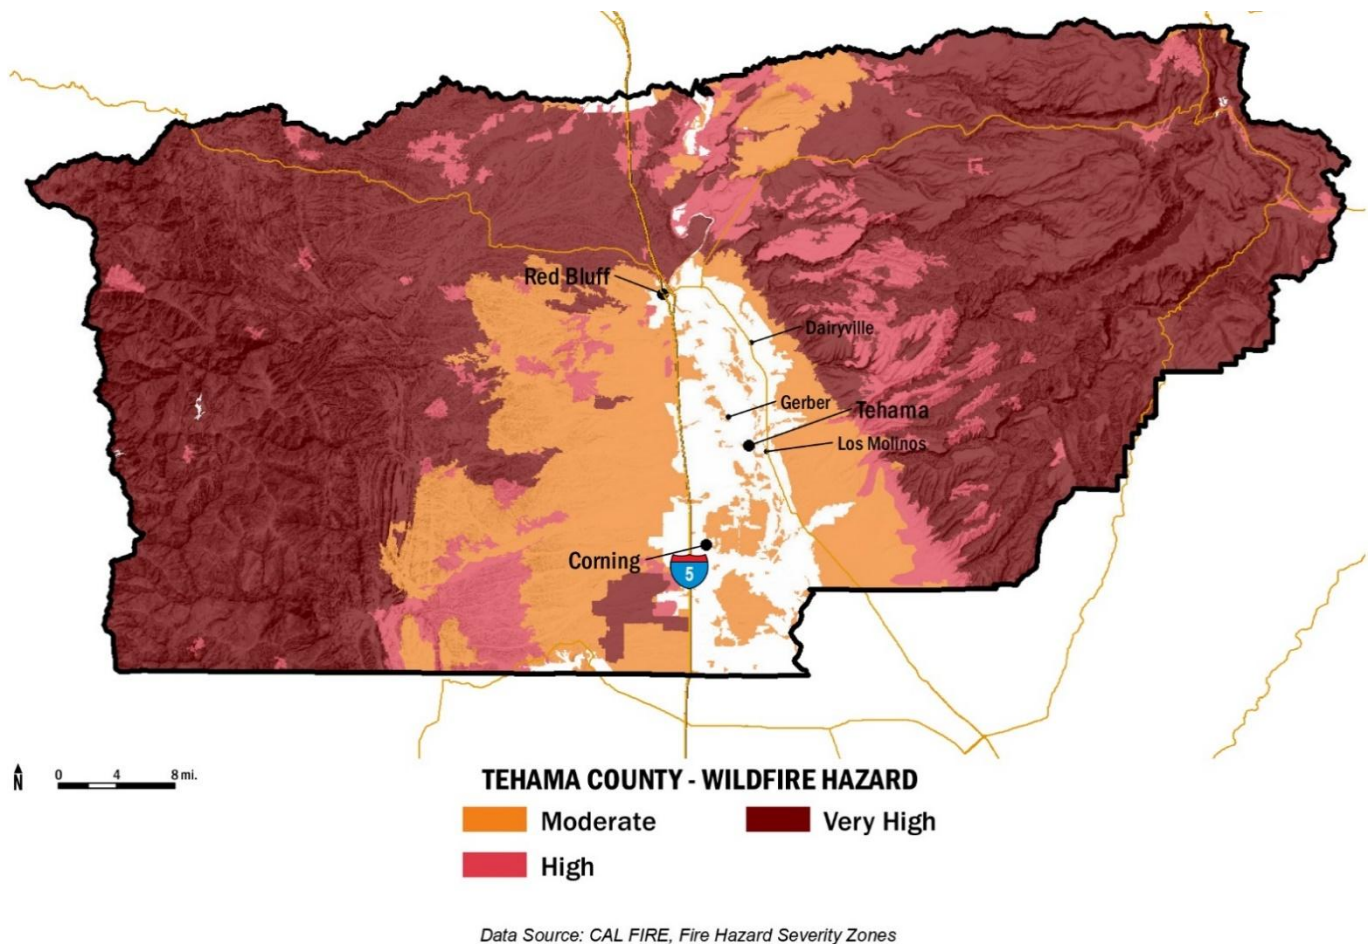 Red Bluff
Dairyville
Gerber
Tehama
Los Molinos
Corning
5
N
0 4 8 mi.
TEHAMA COUNTY - WILDFIRE HAZARD
Moderate
Very High
High
Data Source: CAL FIRE, Fire Hazard Severity Zones